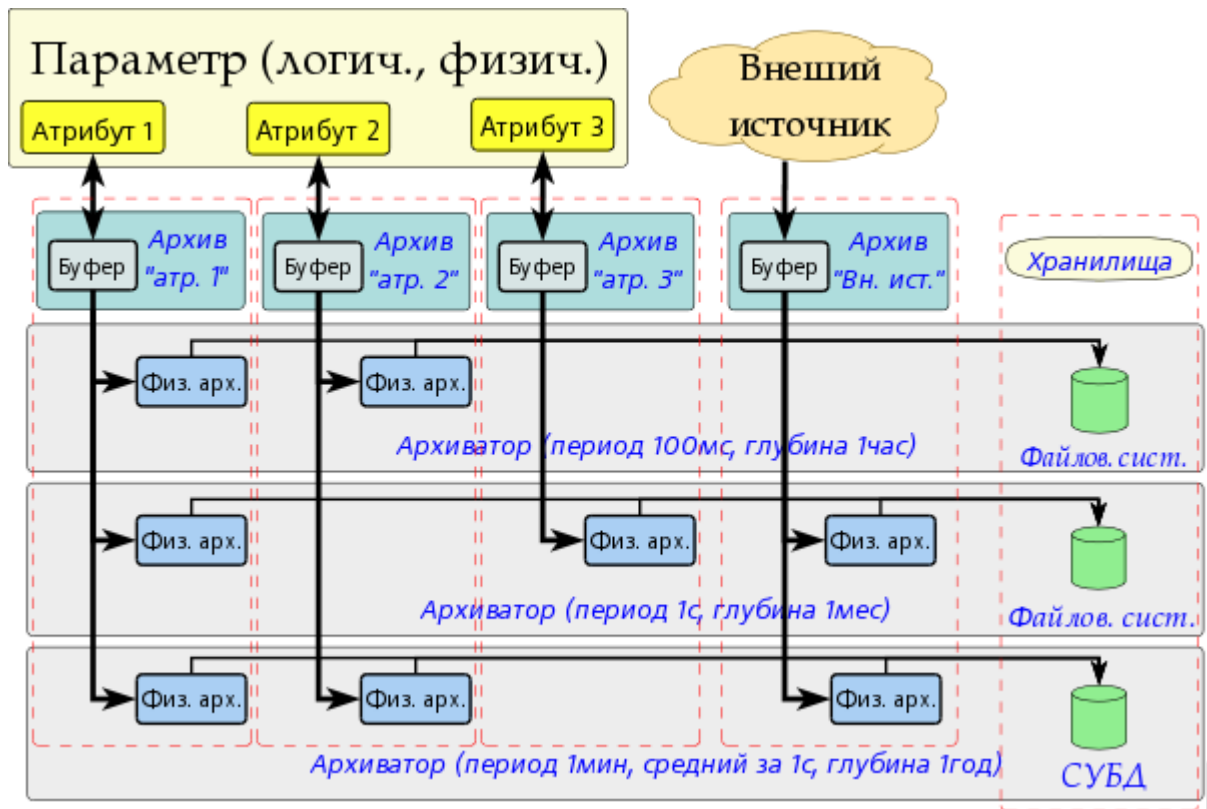 Параметр (логич., физич.)
Внеший
источник
Атрибут 1
Атрибут 2
Атрибут 3
Буфер
Архив
"атр. 1"
Буфер
Архив
"атр. 2"
Буфер
Архив
"атр. 3"
Буфер
Архив
"Вн. ист."
Хранилища
Физ. арх.
Физ. арх.
Архиватор (период 100мс, глубина 1час)
Файлов. сист.
Физ. арх.
Физ. арх.
Физ. арх.
Архиватор (период 1с, глубина 1мес)
Файлов. сист.
Физ. арх.
Физ. арх.
Физ. арх.
Архиватор (период 1мин, средний за 1с, глубина 1год)
СУБД